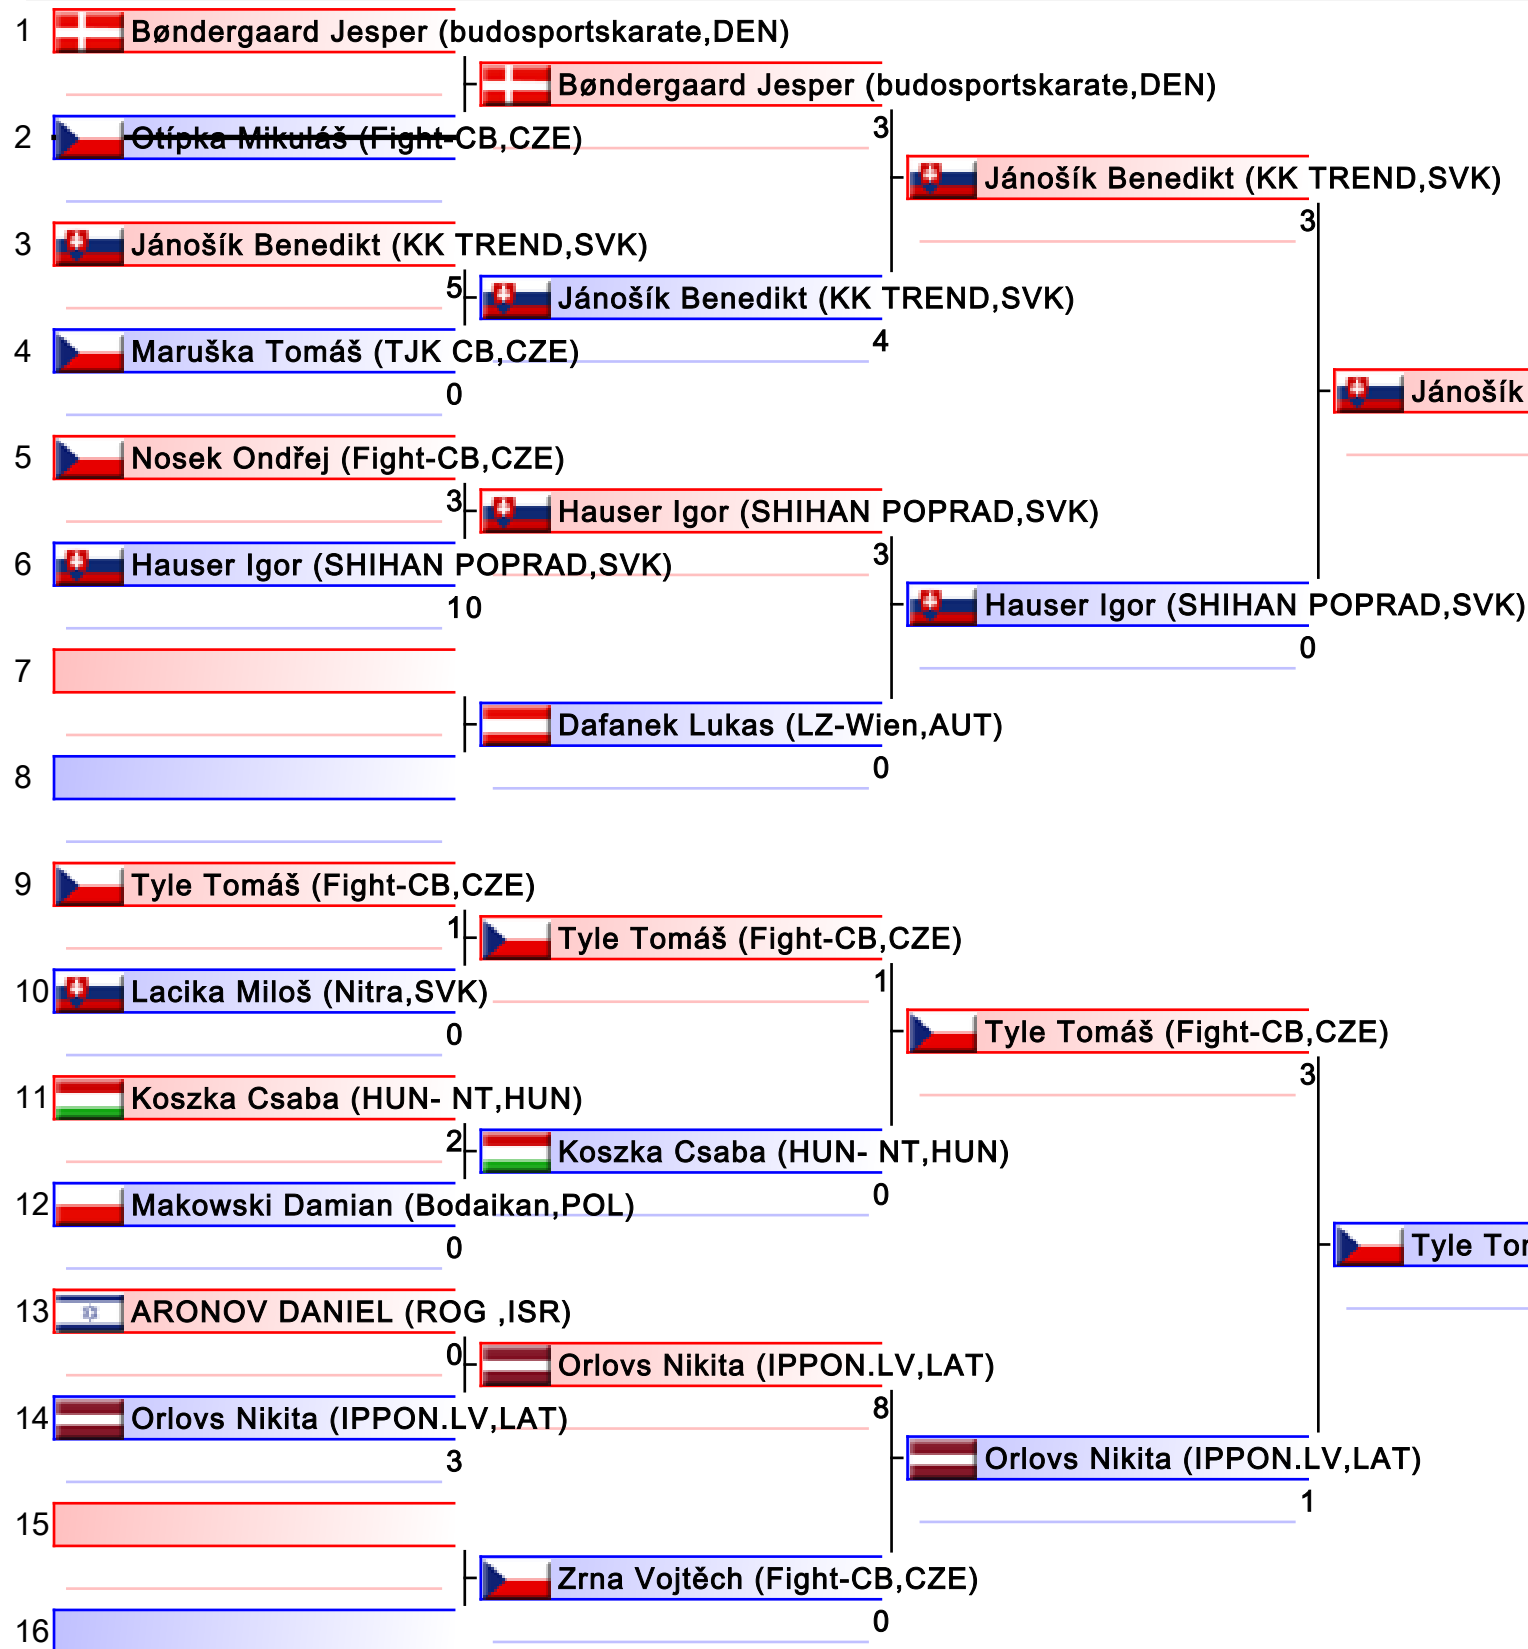 1 Bøndergaard Jesper (budosportskarate,DEN)
Bøndergaard Jesper (budosportskarate,DEN)
3
2 Otípka Mikuláš (Fight-CB,CZE)
Jánošík Benedikt (KK TREND,SVK)
3
3 Jánošík Benedikt (KK TREND,SVK)
5
Jánošík Benedikt (KK TREND,SVK)
4
4 Maruška Tomáš (TJK CB,CZE)
0
Jánošík
5 Nosek Ondřej (Fight-CB,CZE)
3
Hauser Igor (SHIHAN POPRAD,SVK)
3
6 Hauser Igor (SHIHAN POPRAD,SVK)
10
Hauser Igor (SHIHAN POPRAD,SVK)
0
7
Dafanek Lukas (LZ-Wien,AUT)
0
8
9 Tyle Tomáš (Fight-CB,CZE)
1
Tyle Tomáš (Fight-CB,CZE)
1
10 Lacika Miloš (Nitra,SVK)
0
Tyle Tomáš (Fight-CB,CZE)
3
11 Koszka Csaba (HUN- NT,HUN)
2
Koszka Csaba (HUN- NT,HUN)
0
12 Makowski Damian (Bodaikan,POL)
0
Tyle
13 ARONOV DANIEL (ROG ,ISR)
0
Orlovs Nikita (IPPON.LV,LAT)
8
14 Orlovs Nikita (IPPON.LV,LAT)
3
Orlovs Nikita (IPPON.LV,LAT)
1
15
Zrna Vojtěch (Fight-CB,CZE)
0
16